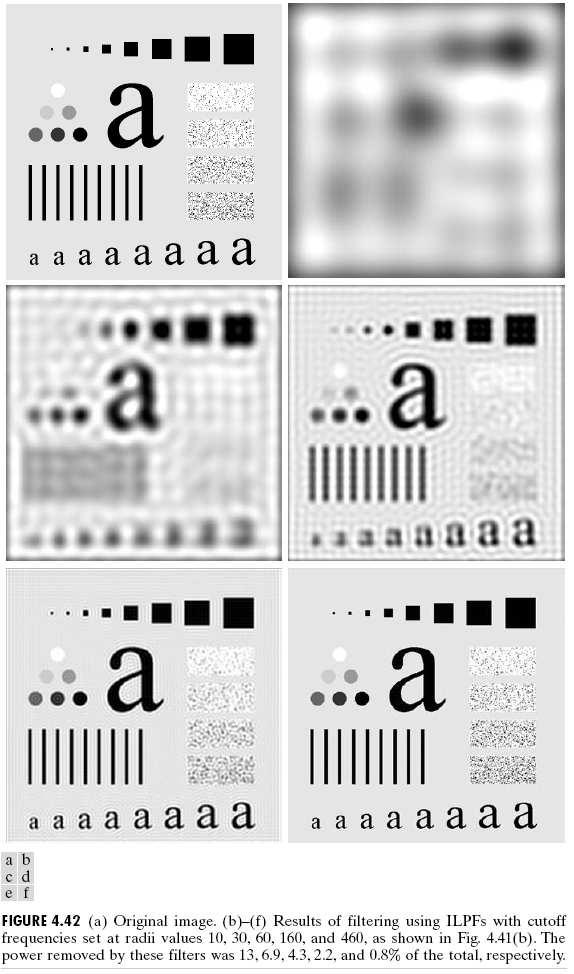 a
a a a a a a a a
a
a a a a a a a a
a
a a a a a a a a
a
a a a a a a a a
a
a a a a a a a a
a b
c d
e f
FIGURE 4.42 (a) Original image. (b)–(f) Results of filtering using ILPFs with cutoff
frequencies set at radii values 10, 30, 60, 160, and 460, as shown in Fig. 4.41(b). The
power removed by these filters was 13, 6.9, 4.3, 2.2, and 0.8% of the total, respectively.